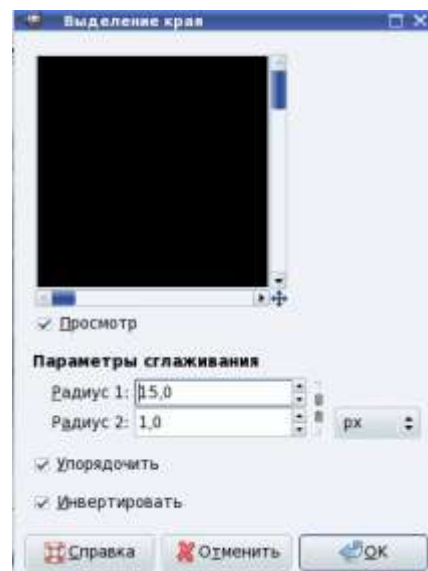 Выделение края
Просмотр
Параметры сглаживания
Радиус 1: 15,0
Радиус 2: 1,0
px
Упорядочить
Инвертировать
Справка Отменить OK